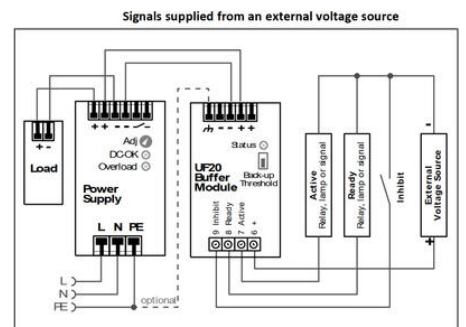 Signals supplied from an external voltage source
+ + - - 
+ -
Load
Adj
DC-OK
Overload
Power
Supply
L N PE
L
N
PE
optional
- - + +
Status
UF20
Buffer
Module
Back-up
Threshold
9 Inhibit
8 Ready
7 Active
6 +
Active
Relay, lamp or signal
Ready
Relay, lamp or signal
Inhibit
-
External
Voltage Source
+